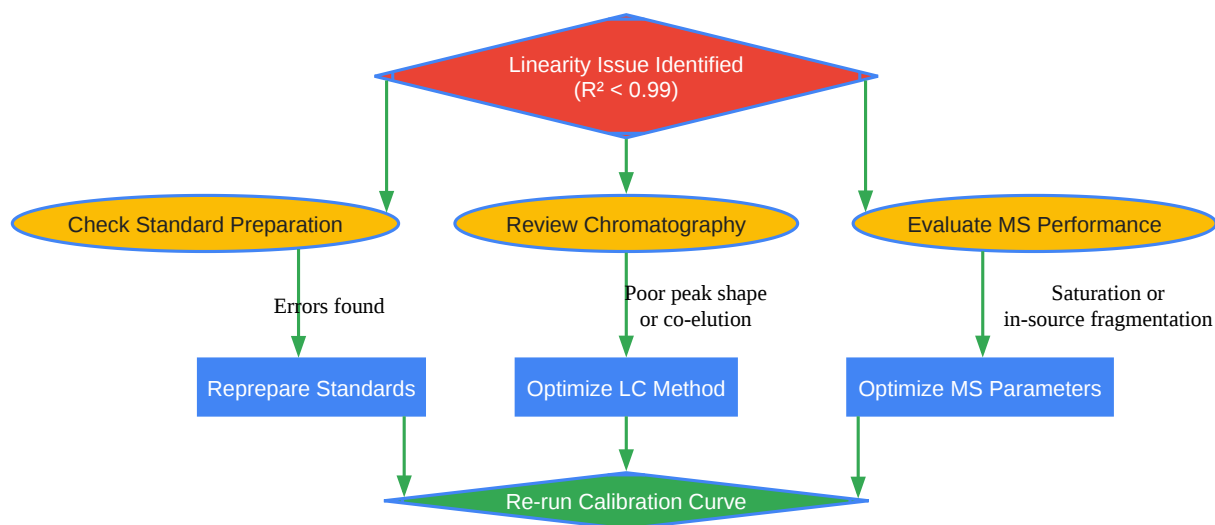 Linearity Issue Identified
(R² < 0.99)
Check Standard Preparation
Review Chromatography
Evaluate MS Performance
Errors found
Poor peak shape
or co-elution
Saturation or
in-source fragmentation
Reprepare Standards
Optimize LC Method
Optimize MS Parameters
Re-run Calibration Curve